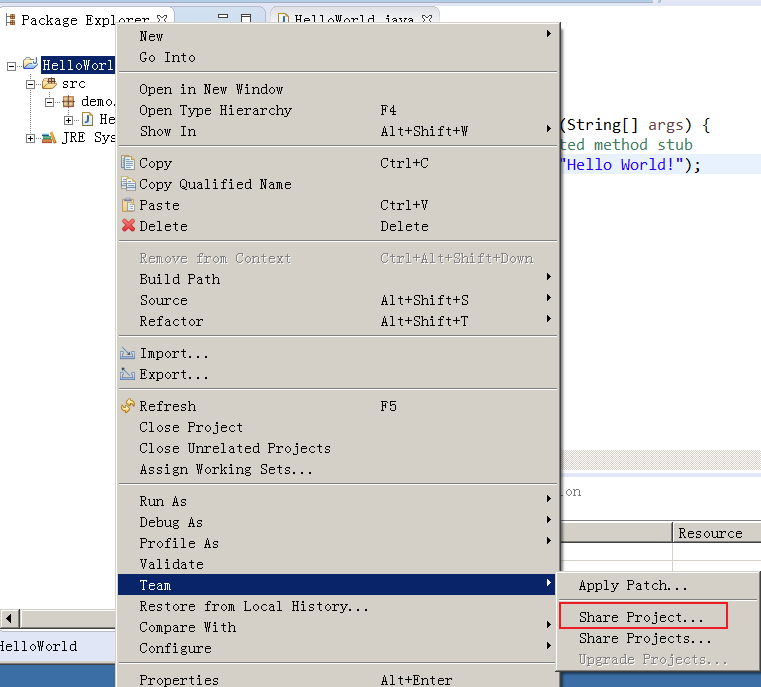 Package Explorer
HelloWorld.java
HelloWorl
src
demo.
He
JRE Sys
(String[] args) {
ted method stub
"Hello World!");
New
Go Into
Open in New Window
Open Type Hierarchy F4
Show In Alt+Shift+W
Copy Ctrl+C
Copy Qualified Name
Paste Ctrl+V
Delete Delete
Remove from Context Ctrl+Alt+Shift+Down
Build Path
Source Alt+Shift+S
Refactor Alt+Shift+T
Import...
Export...
Refresh F5
Close Project
Close Unrelated Projects
Assign Working Sets...
Run As
Debug As
Profile As
Validate
Team
Restore from Local History...
Compare With
Configure
Properties Alt+Enter
ion
Resource
Apply Patch...
Share Project...
Share Projects...
Upgrade Projects...
HelloWorld